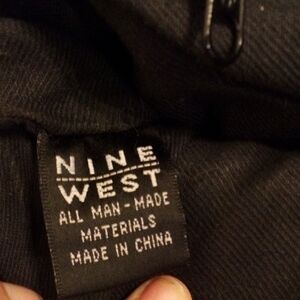 NINE
WEST
ALL MAN-MADE
MATERIALS
MADE IN CHINA